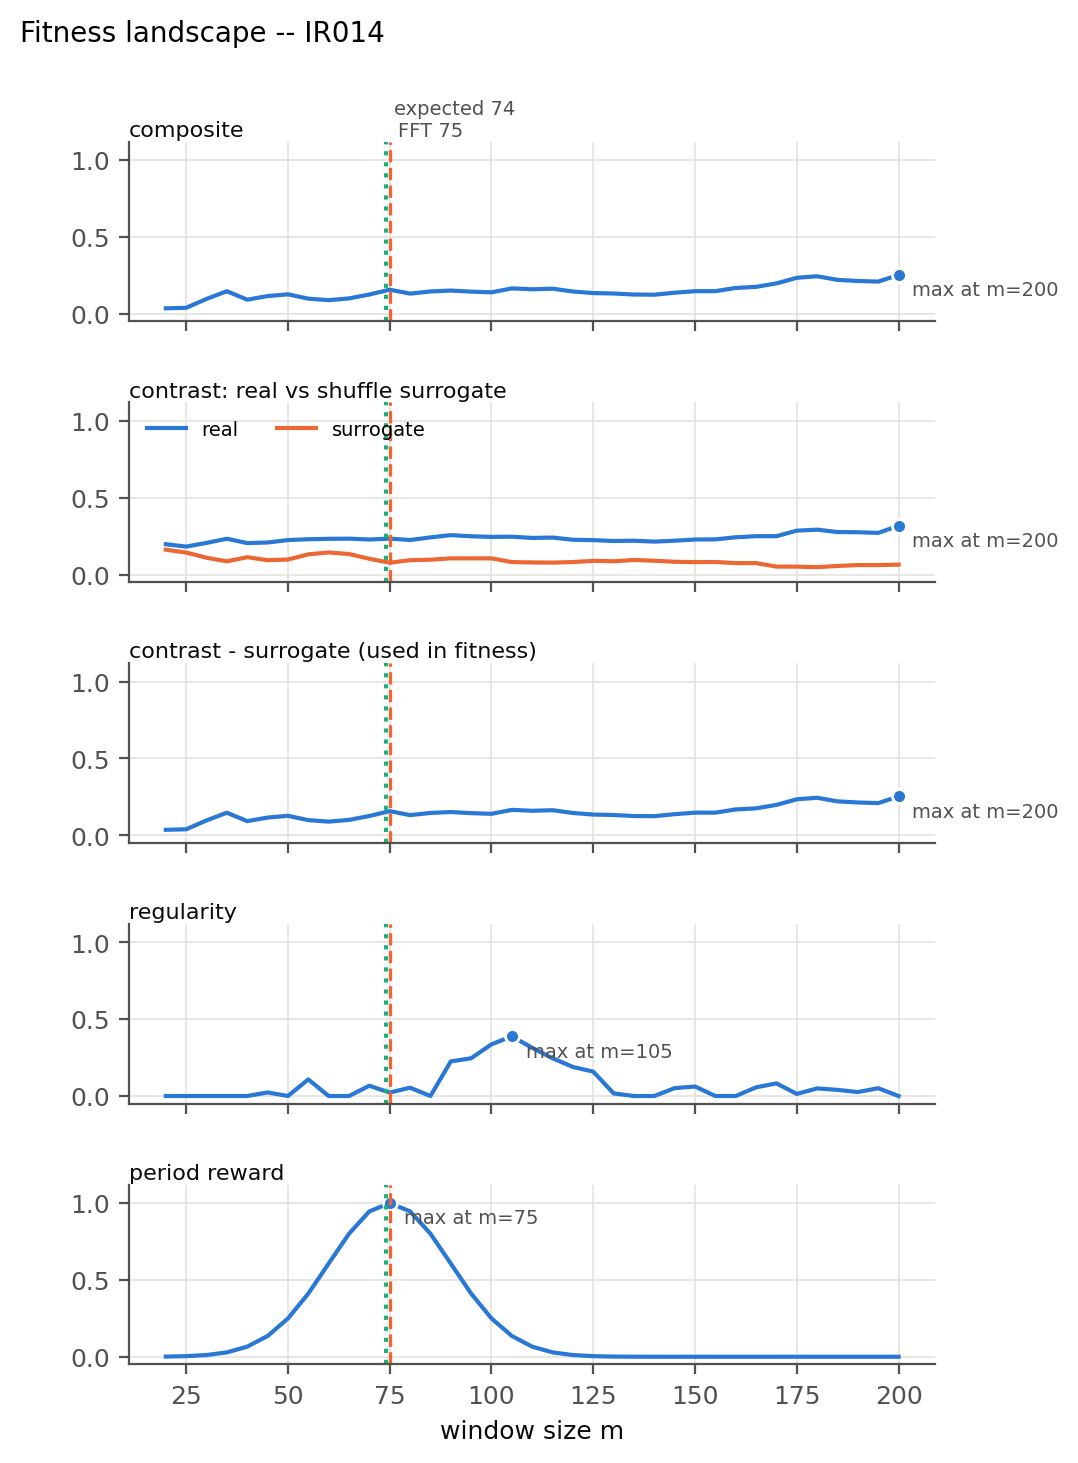 Fitness landscape -- IR014
expected 74
FFT 75
composite
1.0
0.5
0.0
max at m=200
contrast: real vs shuffle surrogate
1.0
real surrogate
0.5
0.0
max at m=200
contrast - surrogate (used in fitness)
1.0
0.5
0.0
max at m=200
regularity
1.0
0.5
0.0
max at m=105
period reward
1.0
max at m=75
0.5
0.0
25 50 75 100 125 150 175 200
window size m